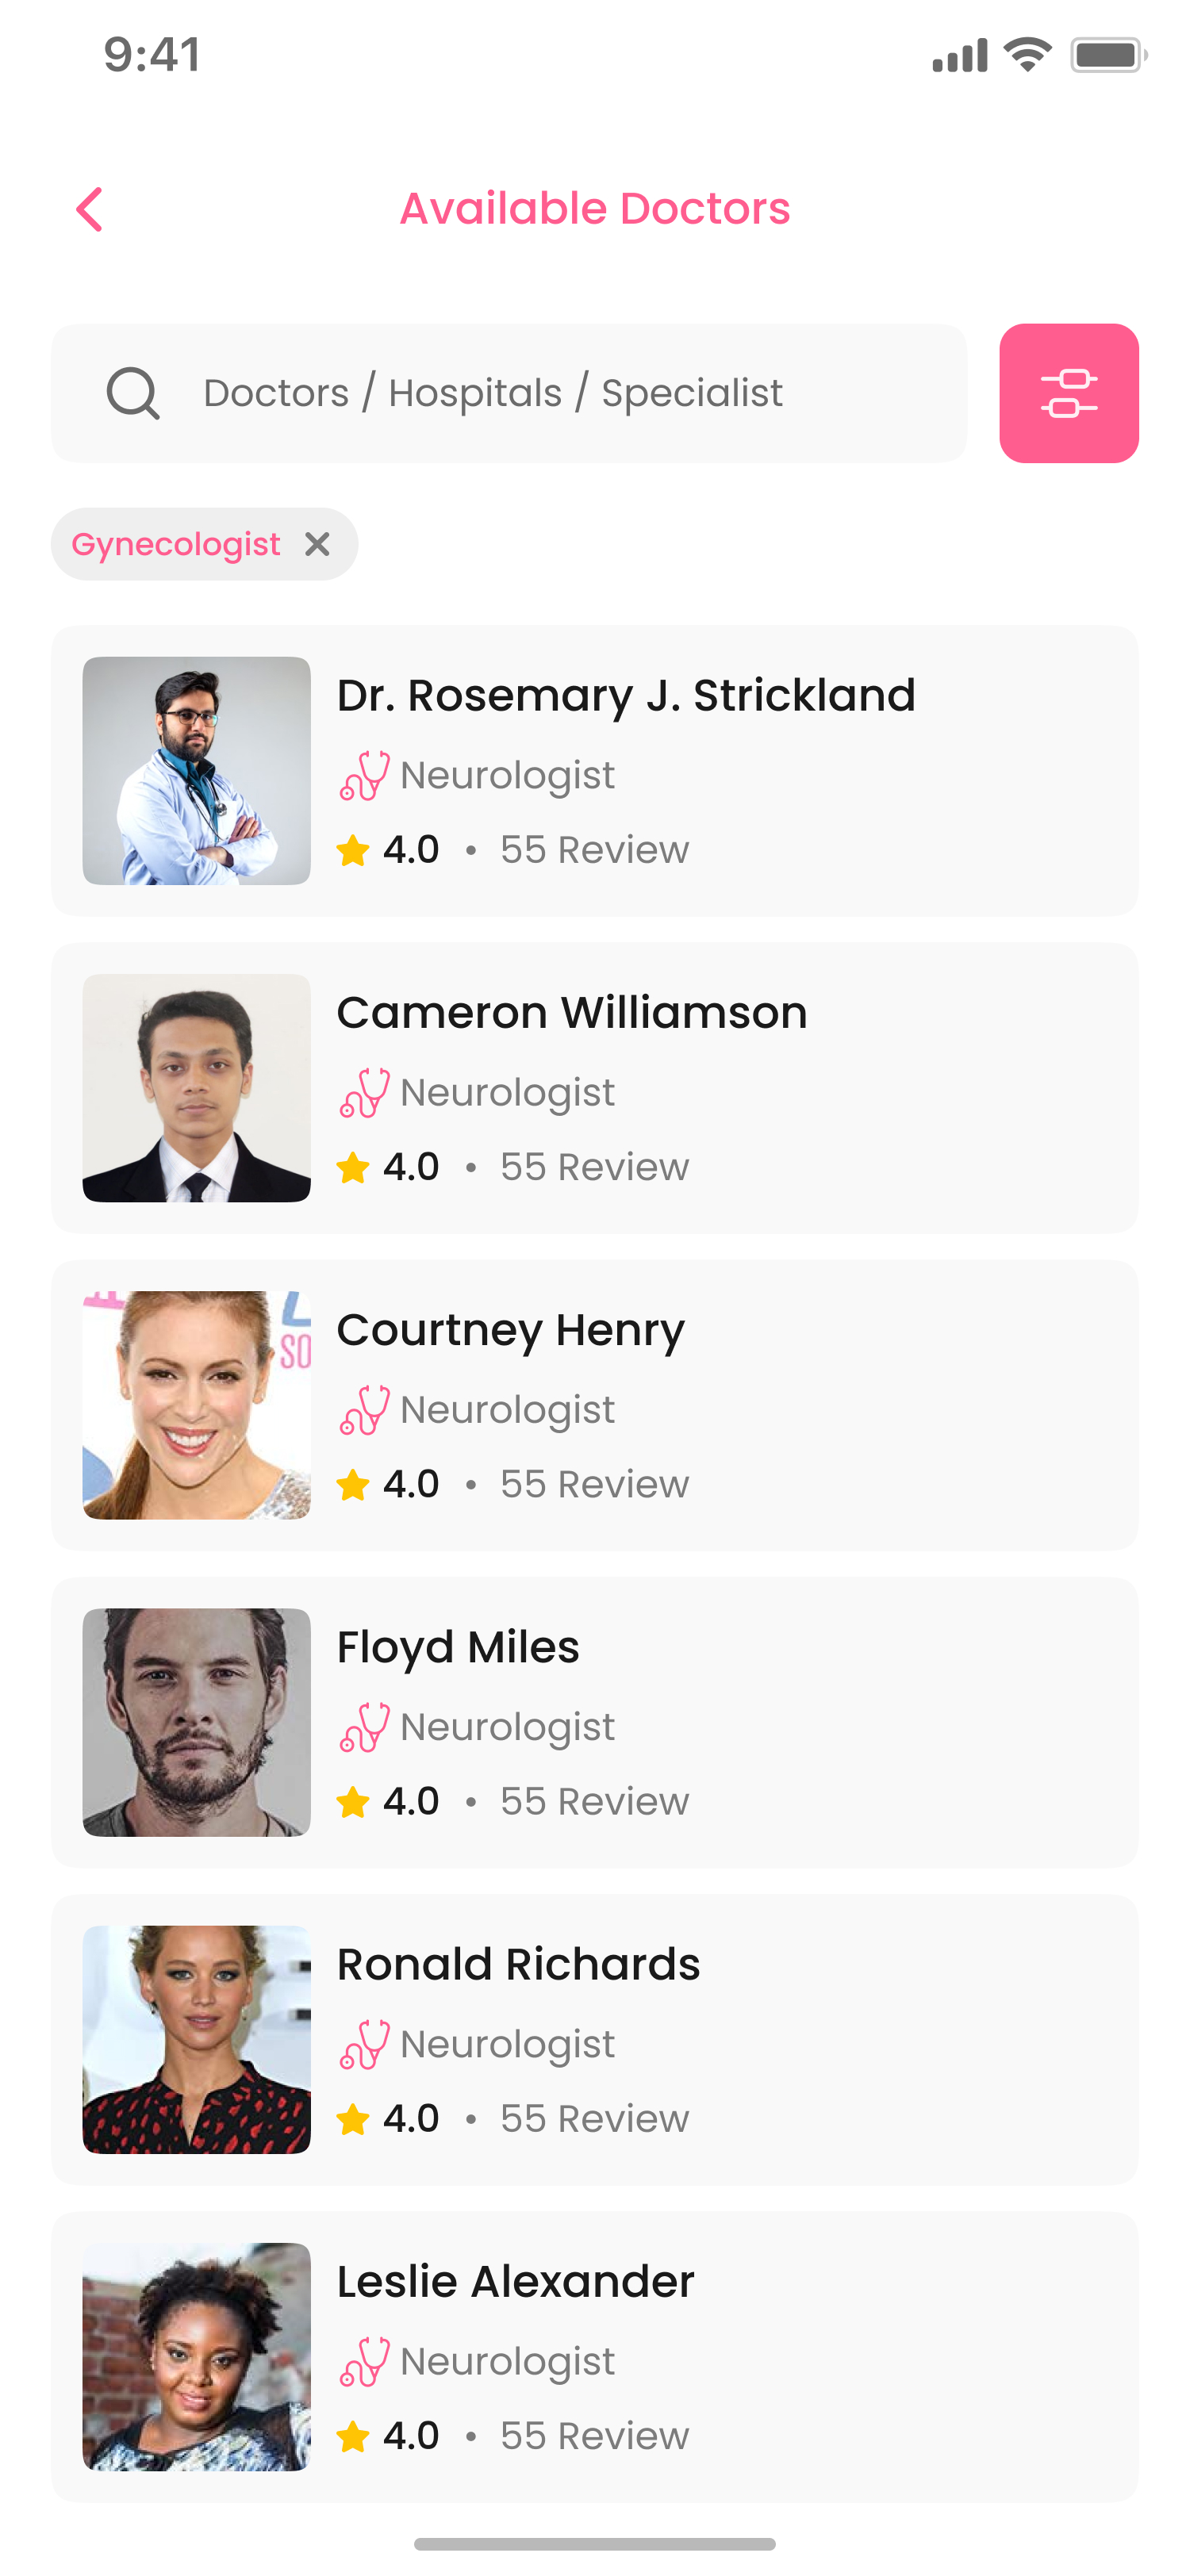 9:41
Available Doctors
Doctors / Hospitals / Specialist
Gynecologist
Dr. Rosemary J. Strickland
Neurologist
4.0 • 55 Review
Cameron Williamson
Neurologist
4.0 • 55 Review
SO
Courtney Henry
Neurologist
4.0 • 55 Review
Floyd Miles
Neurologist
4.0 • 55 Review
Ronald Richards
Neurologist
4.0 • 55 Review
Leslie Alexander
Neurologist
4.0 • 55 Review